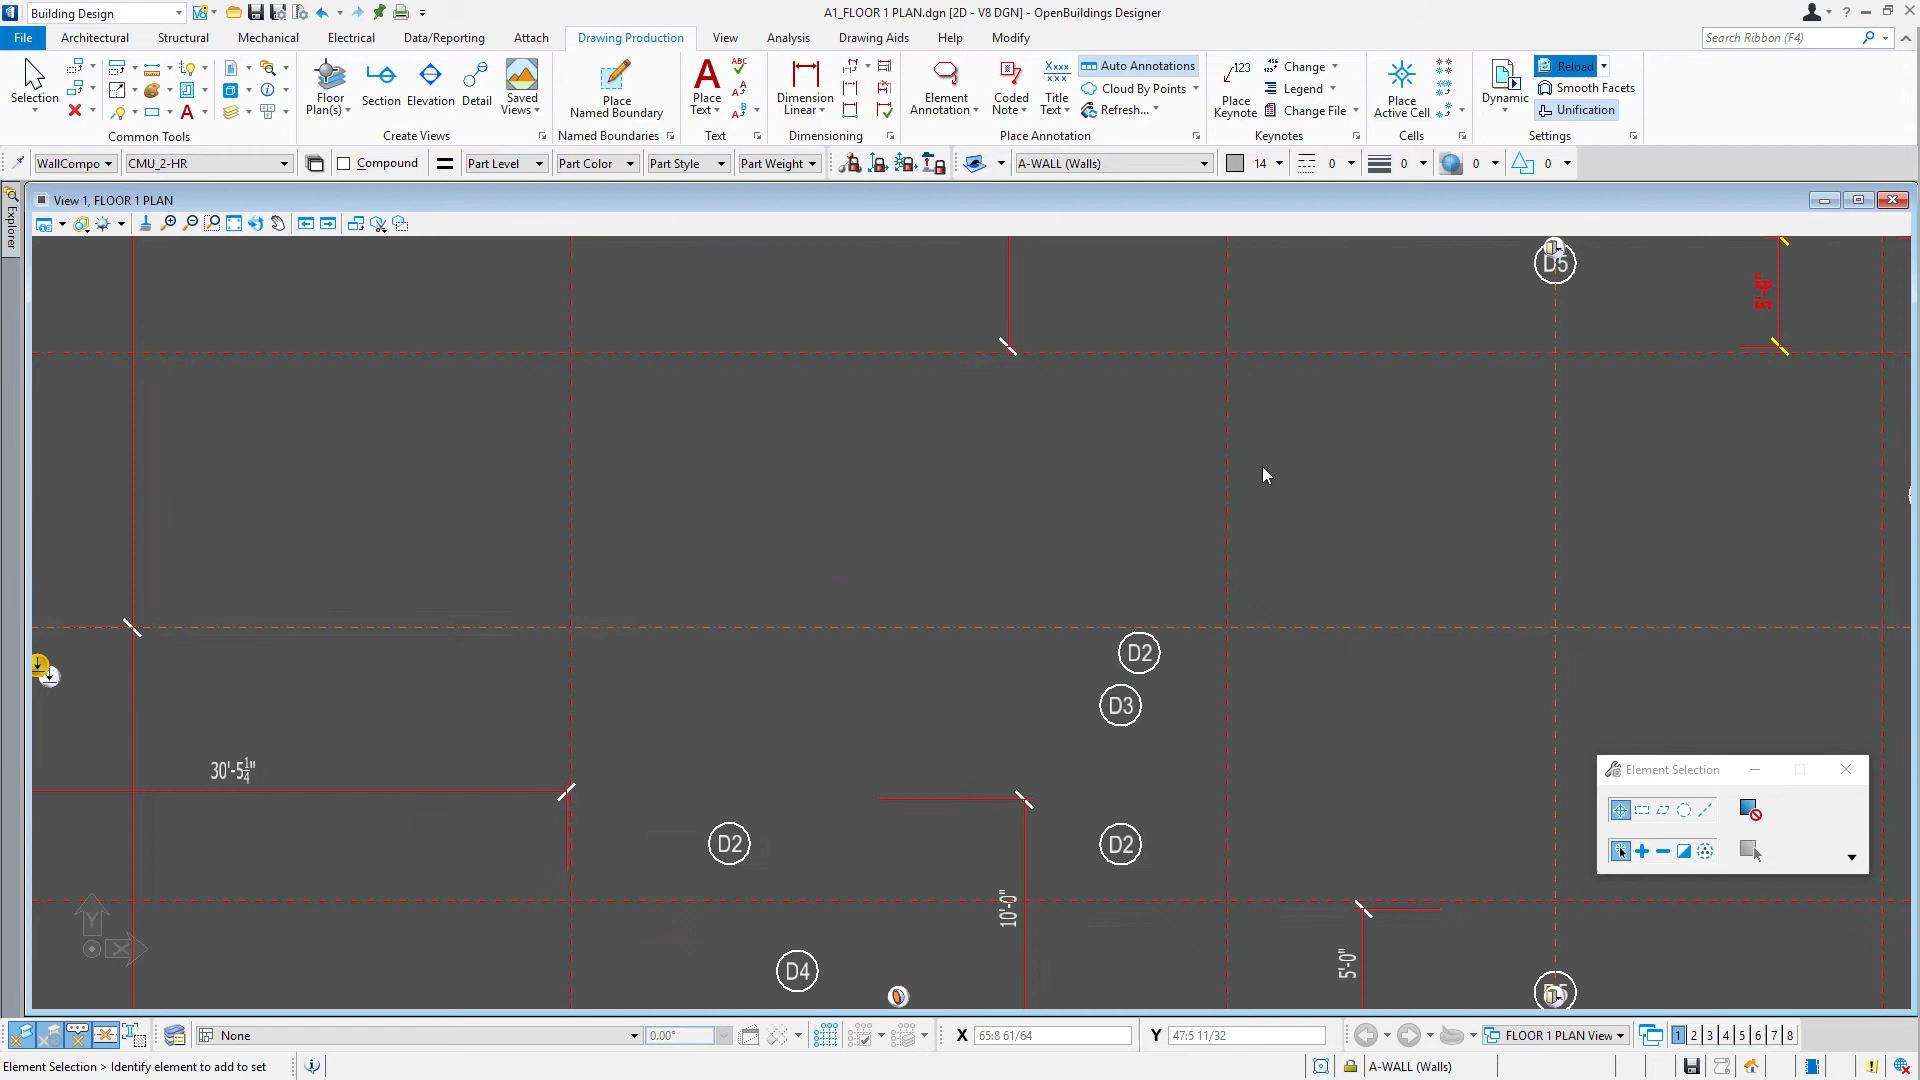 Building Design
A1_FLOOR 1 PLAN.dgn [2D - V8 DGN] - OpenBuildings Designer
File Architectural Structural Mechanical Electrical Data/Reporting Attach Drawing Production View Analysis Drawing Aids Help Modify Search Ribbon (F4)
Selection
Common Tools
Floor Plan(s) Section Elevation Detail Saved Views
Create Views
Place Named Boundary
Named Boundaries
Place Text
Text
Dimension Linear
Dimensioning
Element Annotation Coded Note Title Text
Auto Annotations
Cloud By Points
Refresh...
Place Annotation
Place Keynote
Change
Legend
Change File
Keynotes
Place Active Cell
Cells
Dynamic
Reload
Smooth Facets
Unification
Settings
WallCompo CMU_2-HR Compound Part Level Part Color Part Style Part Weight A-WALL (Walls) 14 0 0 0 0
Explorer
View 1, FLOOR 1 PLAN
D5
5'-0"
D2
D3
30'-5 1/4"
D2
D2
10'-0"
D4
5'-0"
Y
X
Element Selection
None 0.00° X 65:8 61/64 Y 47:5 11/32 FLOOR 1 PLAN View 1 2 3 4 5 6 7 8
Element Selection > Identify element to add to set A-WALL (Walls)